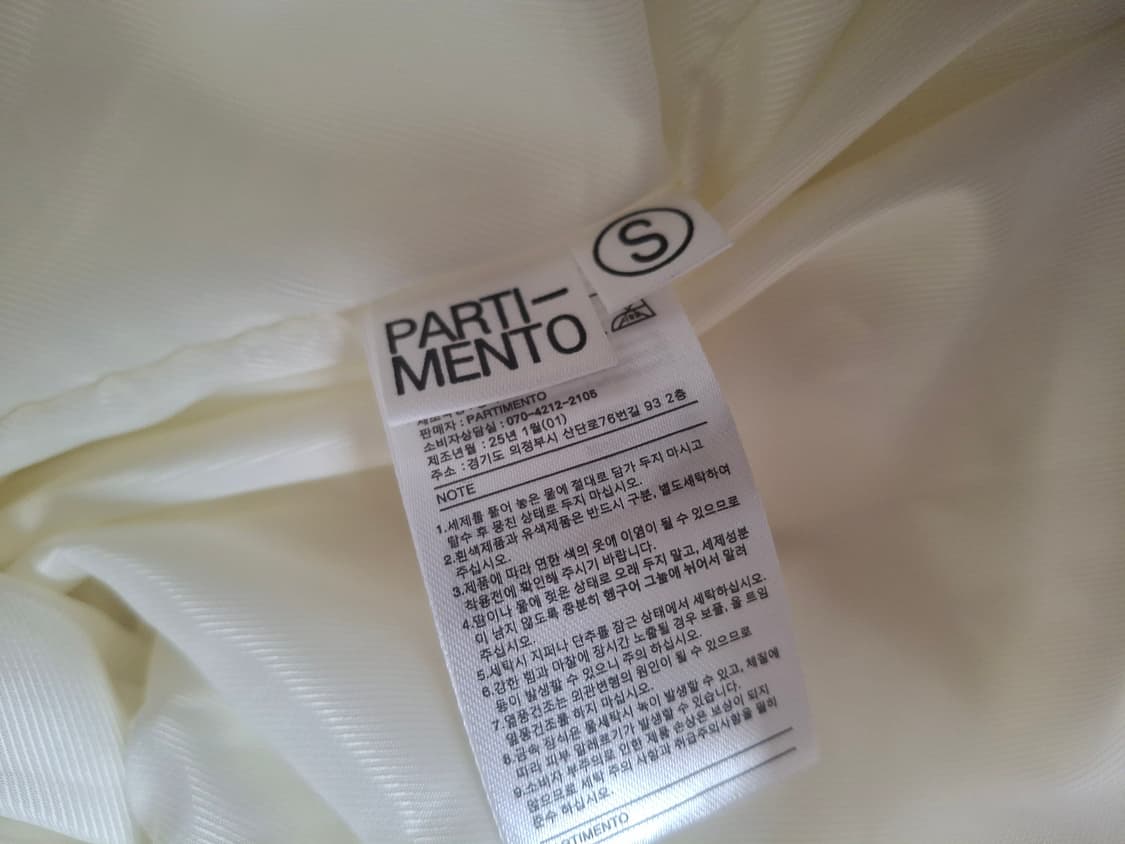 S
PARTI—
MENTO
판매자 : PARTIMENTO
소비자상담실 : 070-4212-2105
제조년월 : 25년 1월(01)
주소 : 경기도 의정부시 산단로76번길 93 2층
NOTE
1.세제를 풀어 놓은 물에 절대로 담가 두지 마시고
탈수 후 뭉친 상태로 두지 마십시오.
2.흰색제품과 유색제품은 반드시 구분, 별도세탁하여
주십시오.
3.제품에 따라 연한 색의 옷에 이염이 될 수 있으므로
착용전에 확인해 주시기 바랍니다.
4.땀이나 물에 젖은 상태로 오래 두지 말고, 세제성분
이 남지 않도록 충분히 헹구어 그늘에 뉘어서 말려
주십시오.
5.세탁시 지퍼나 단추를 잠근 상태에서 세탁하십시오.
6.강한 힘과 마찰에 장시간 노출될 경우 보풀, 올 트임
등이 발생될 수 있으니 주의 하십시오.
7.열풍건조는 외관변형의 원인이 될 수 있으므로
열풍건조를 하지 마십시오.
8.금속 장식은 물세탁시 녹이 발생할 수 있고, 체질에
따라 피부 알레르기가 발생할 수 있습니다.
9.소비자 부주의로 인한 제품 손상은 보상이 되지
않으므로 세탁 주의 사항과 취급주의사항을 필히
준수 하십시오.
PARTIMENTO